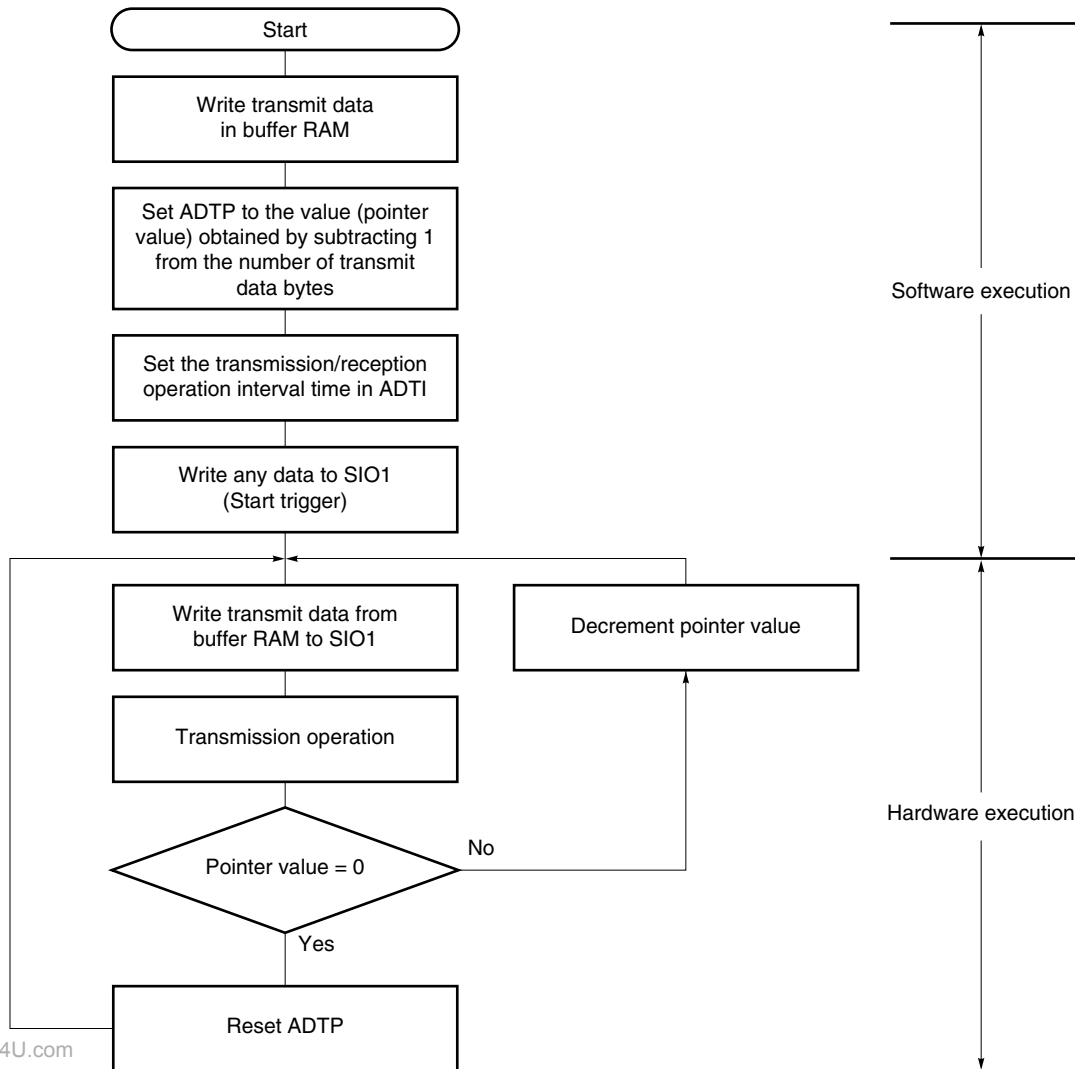 Start
Write transmit data
in buffer RAM
Set ADTP to the value (pointer
value) obtained by subtracting 1
from the number of transmit
data bytes
Software execution
Set the transmission/reception
operation interval time in ADTI
Write any data to SIO1
(Start trigger)
Write transmit data from
buffer RAM to SIO1
Decrement pointer value
Transmission operation
Hardware execution
Pointer value = 0
No
Yes
Reset ADTP
4U.com